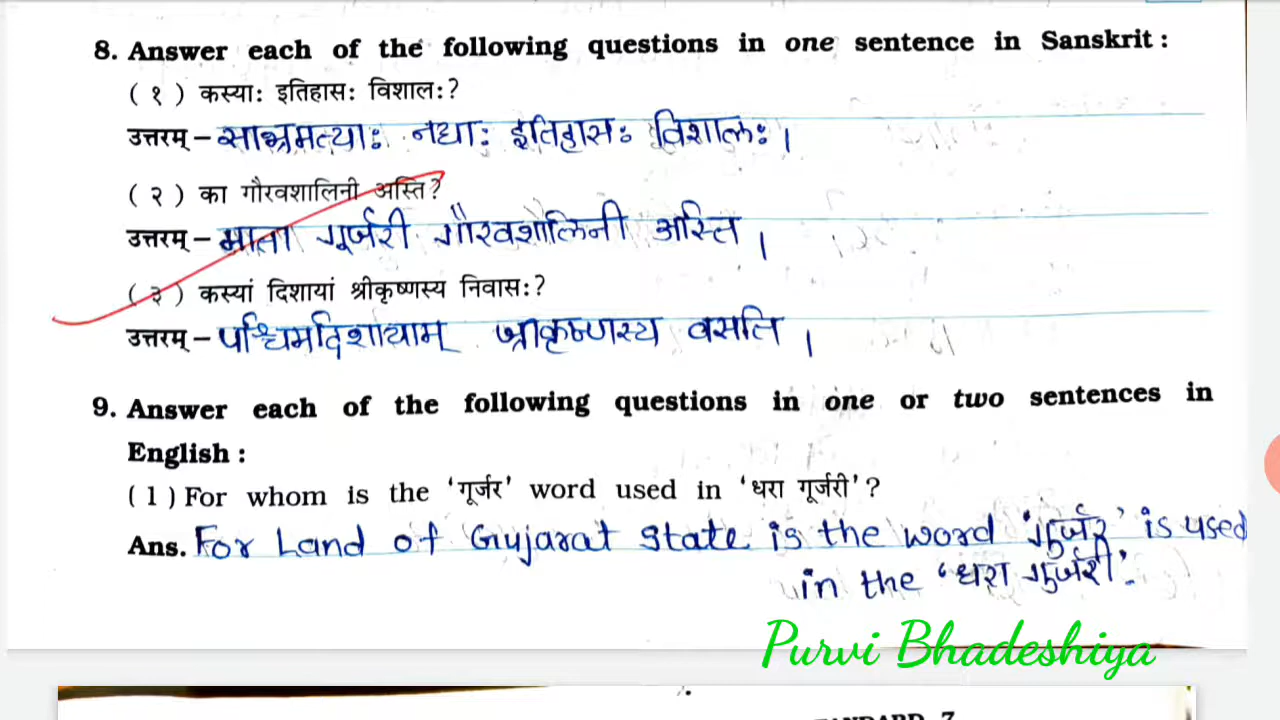 8. Answer each of the following questions in one sentence in Sanskrit :
( १ ) कस्याः इतिहासः विशालः?
उत्तरम् – साभ्रमत्याः नद्याः इतिहासः विशालः ।
( २ ) का गौरवशालिनी अस्ति?
उत्तरम् – माता गूर्जरी गौरवशालिनी अस्ति ।
( ३ ) कस्यां दिशायां श्रीकृष्णस्य निवासः?
उत्तरम् – पश्चिमदिशायाम् श्रीकृष्णस्य वसति ।
9. Answer each of the following questions in one or two sentences in
English :
( 1 ) For whom is the 'गूर्जर' word used in 'धरा गूर्जरी'?
Ans. For Land of Gujarat state is the word 'गुर्जर' is used
in the 'धरा गुर्जरी'.
Purvi Bhadeshiya